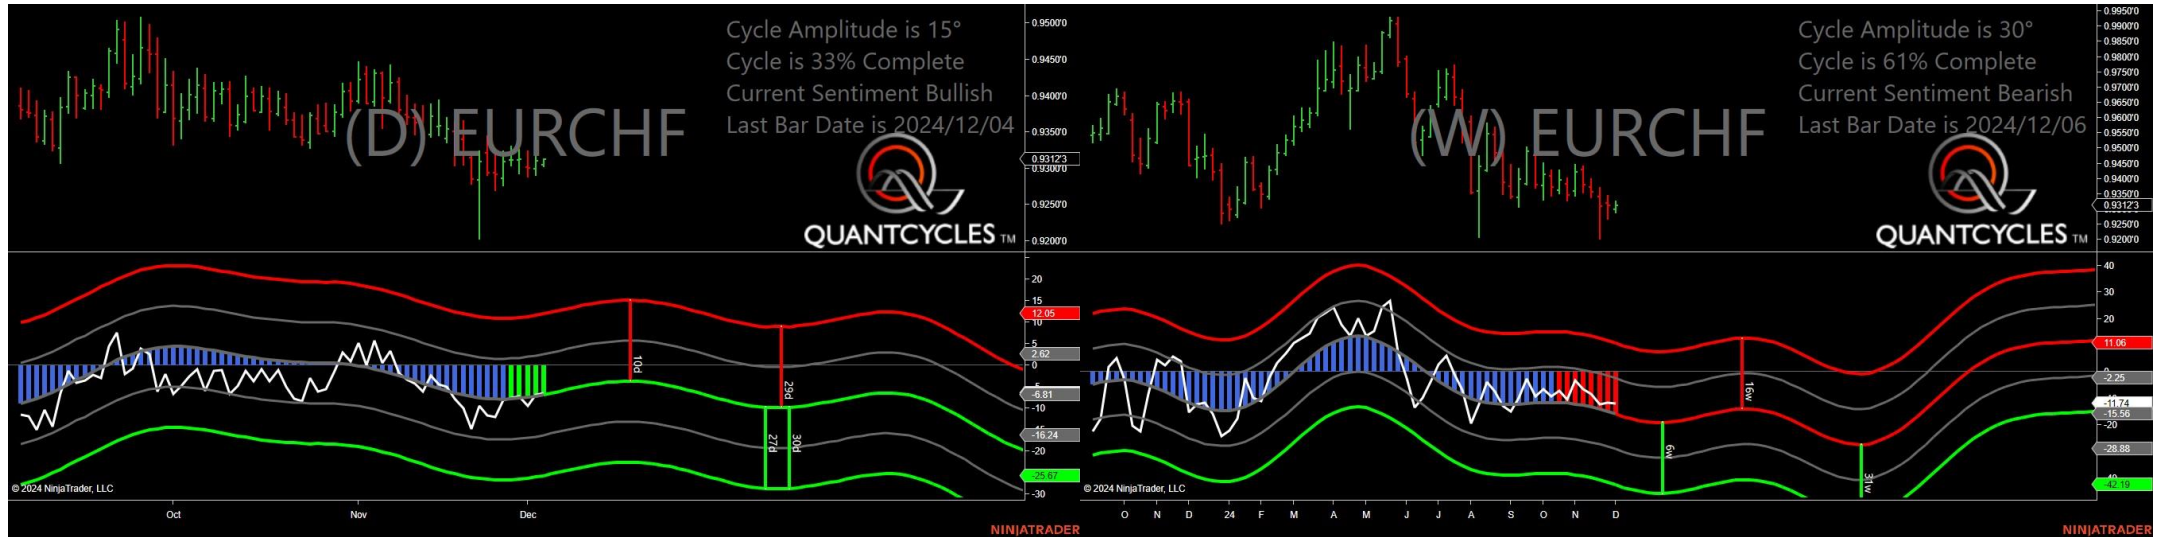 Cycle Amplitude is 15°
Cycle is 33% Complete
Current Sentiment Bullish
Last Bar Date is 2024/12/04
(D) EURCHF
QUANTCYCLES TM
0.9500'0
0.9450'0
0.9400'0
0.9350'0
0.9312'3
0.9300'0
0.9250'0
0.9200'0
20
15
12.05
10
5
2.62
0
-6.81
-10
-16.24
-20
-25.67
-30
10d
29d
27d
30d
© 2024 NinjaTrader, LLC
Oct Nov Dec
NINJATRADER
Cycle Amplitude is 30°
Cycle is 61% Complete
Current Sentiment Bearish
Last Bar Date is 2024/12/06
(W) EURCHF
QUANTCYCLES TM
0.9950'0
0.9900'0
0.9850'0
0.9800'0
0.9750'0
0.9700'0
0.9650'0
0.9600'0
0.9550'0
0.9500'0
0.9450'0
0.9400'0
0.9350'0
0.9312'3
0.9250'0
0.9200'0
40
30
20
11.06
-2.25
-11.74
-15.56
-20
-28.88
-42.19
16w
6w
31w
© 2024 NinjaTrader, LLC
O N D 24 F M A M J J A S O N D
NINJATRADER